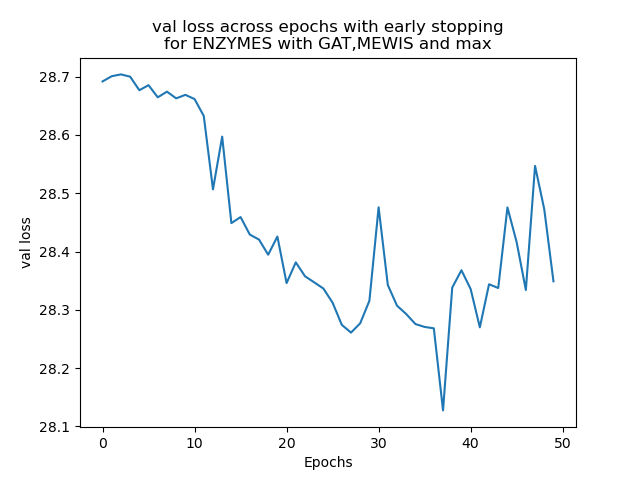 val loss across epochs with early stopping
for ENZYMES with GAT,MEWIS and max
28.7
28.6
28.5
28.4
28.3
28.2
28.1
val loss
0 10 20 30 40 50
Epochs